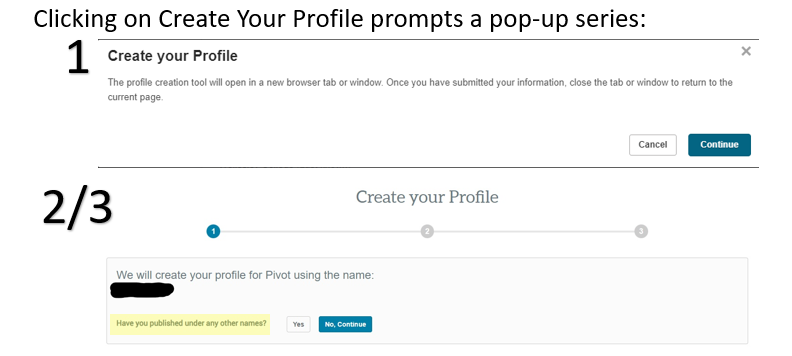 Clicking on Create Your Profile prompts a pop-up series:
1
Create your Profile
×
The profile creation tool will open in a new browser tab or window. Once you have submitted your information, close the tab or window to return to the
current page.
Cancel Continue
2/3
Create your Profile
1 2 3
We will create your profile for Pivot using the name:
Have you published under any other names? Yes No, Continue